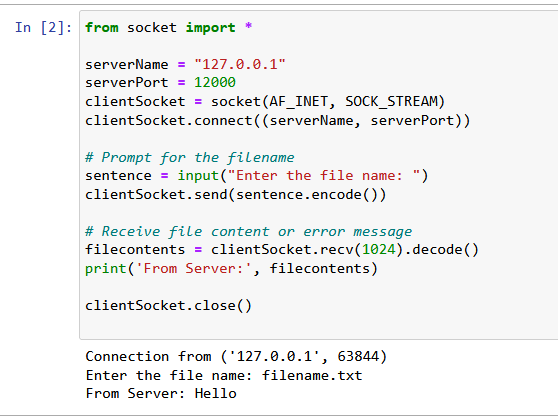 In [2]: from socket import *
serverName = "127.0.0.1"
serverPort = 12000
clientSocket = socket(AF_INET, SOCK_STREAM)
clientSocket.connect((serverName, serverPort))
# Prompt for the filename
sentence = input("Enter the file name: ")
clientSocket.send(sentence.encode())
# Receive file content or error message
filecontents = clientSocket.recv(1024).decode()
print('From Server:', filecontents)
clientSocket.close()
Connection from ('127.0.0.1', 63844)
Enter the file name: filename.txt
From Server: Hello